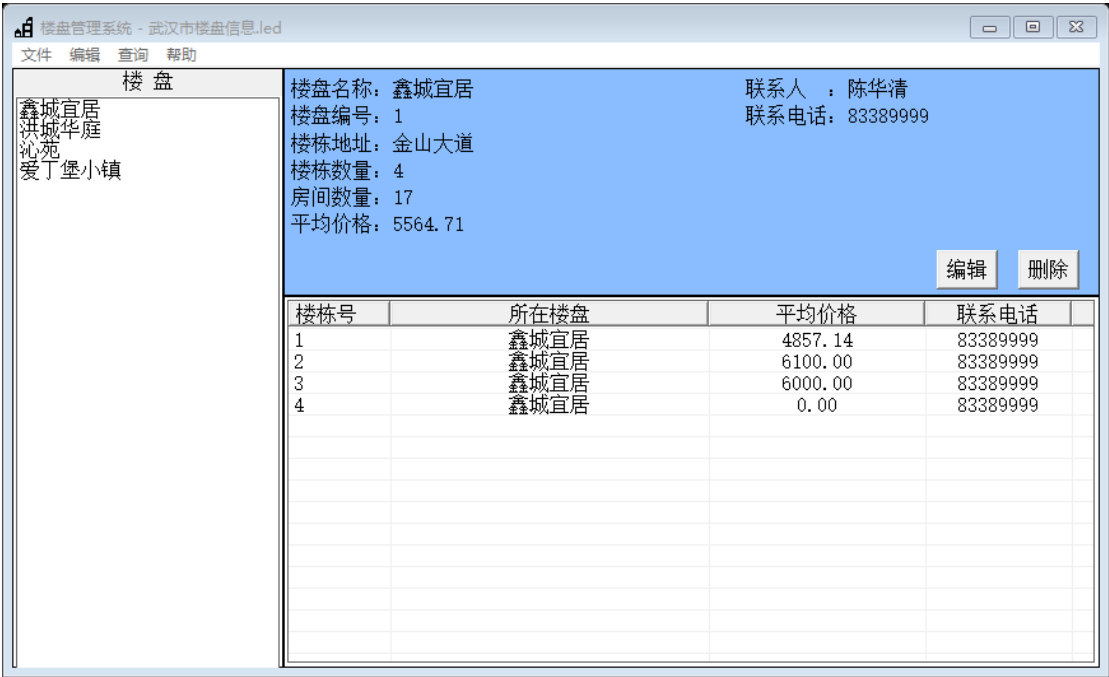 楼盘管理系统 - 武汉市楼盘信息.led
文件 编辑 查询 帮助
楼 盘
鑫城宜居
洪城华庭
沁苑
爱丁堡小镇
楼盘名称: 鑫城宜居 联系人 : 陈华清
楼盘编号: 1 联系电话: 83389999
楼栋地址: 金山大道
楼栋数量: 4
房间数量: 17
平均价格: 5564.71
编辑 删除
楼栋号 所在楼盘 平均价格 联系电话
1 鑫城宜居 4857.14 83389999
2 鑫城宜居 6100.00 83389999
3 鑫城宜居 6000.00 83389999
4 鑫城宜居 0.00 83389999